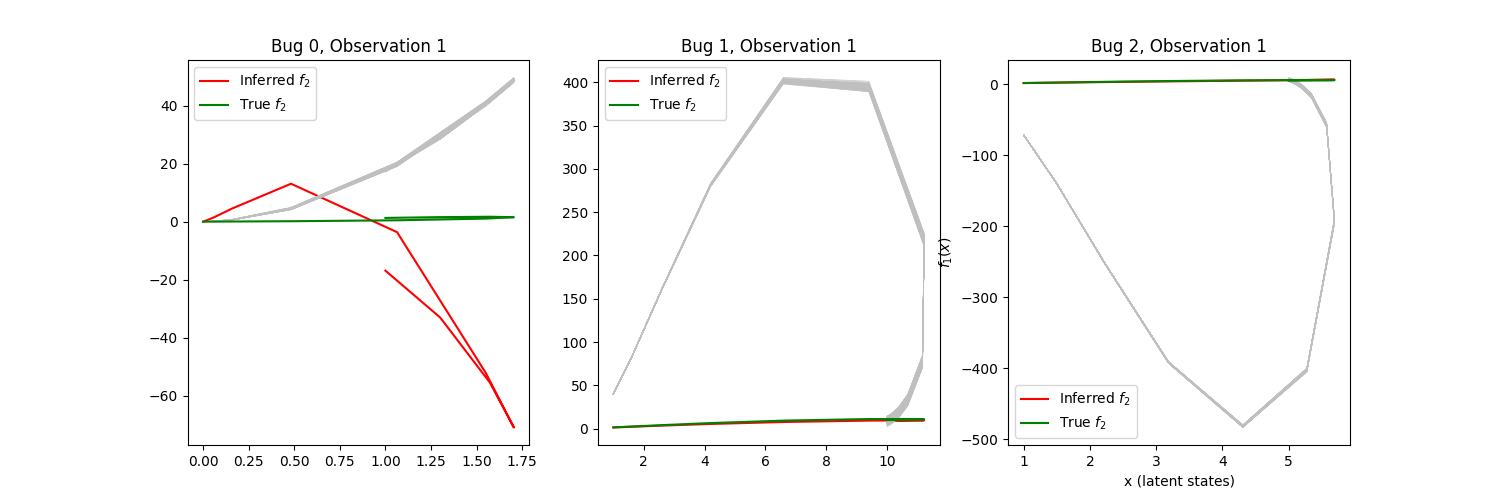 Bug 0, Observation 1
Inferred f₂
True f₂
40
20
0
−20
−40
−60
0.00 0.25 0.50 0.75 1.00 1.25 1.50 1.75
Bug 1, Observation 1
Inferred f₂
True f₂
400
350
300
250
200
150
100
50
0
2 4 6 8 10
Bug 2, Observation 1
f₁(x)
0
−100
−200
−300
−400
−500
Inferred f₂
True f₂
1 2 3 4 5
x (latent states)